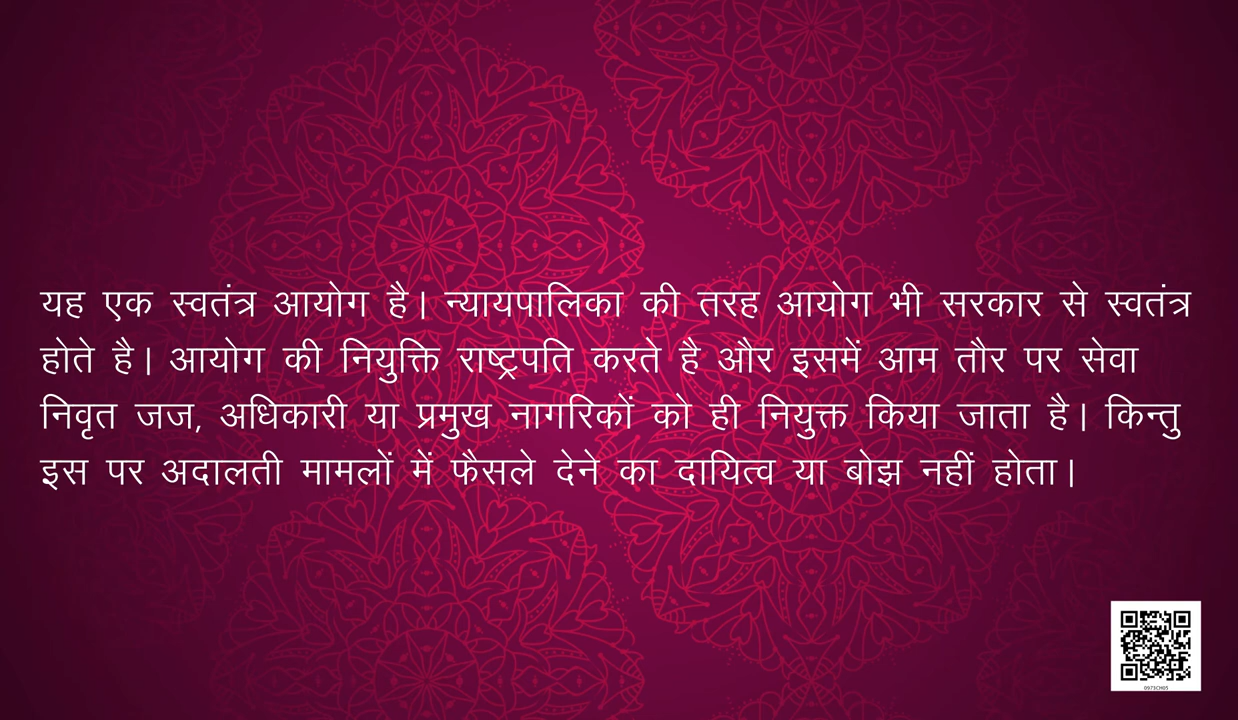 यह एक स्वतंत्र आयोग है। न्यायपालिका की तरह आयोग भी सरकार से स्वतंत्र
होते है। आयोग की नियुक्ति राष्ट्रपति करते है और इसमें आम तौर पर सेवा
निवृत जज, अधिकारी या प्रमुख नागरिकों को ही नियुक्त किया जाता है। किन्तु
इस पर अदालती मामलों में फैसले देने का दायित्व या बोझ नहीं होता।
0973CH05